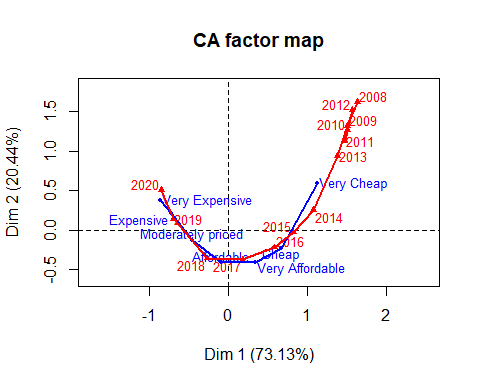 CA factor map
2012
2008
2010
2009
2011
2013
2020
Very Expensive
Very Cheap
Expensive
2019
2014
2015
Moderately priced
2016
Affordable
Cheap
2018
2017
Very Affordable
1.5
1.0
0.5
0.0
-0.5
-1
0
1
2
Dim 2 (20.44%)
Dim 1 (73.13%)